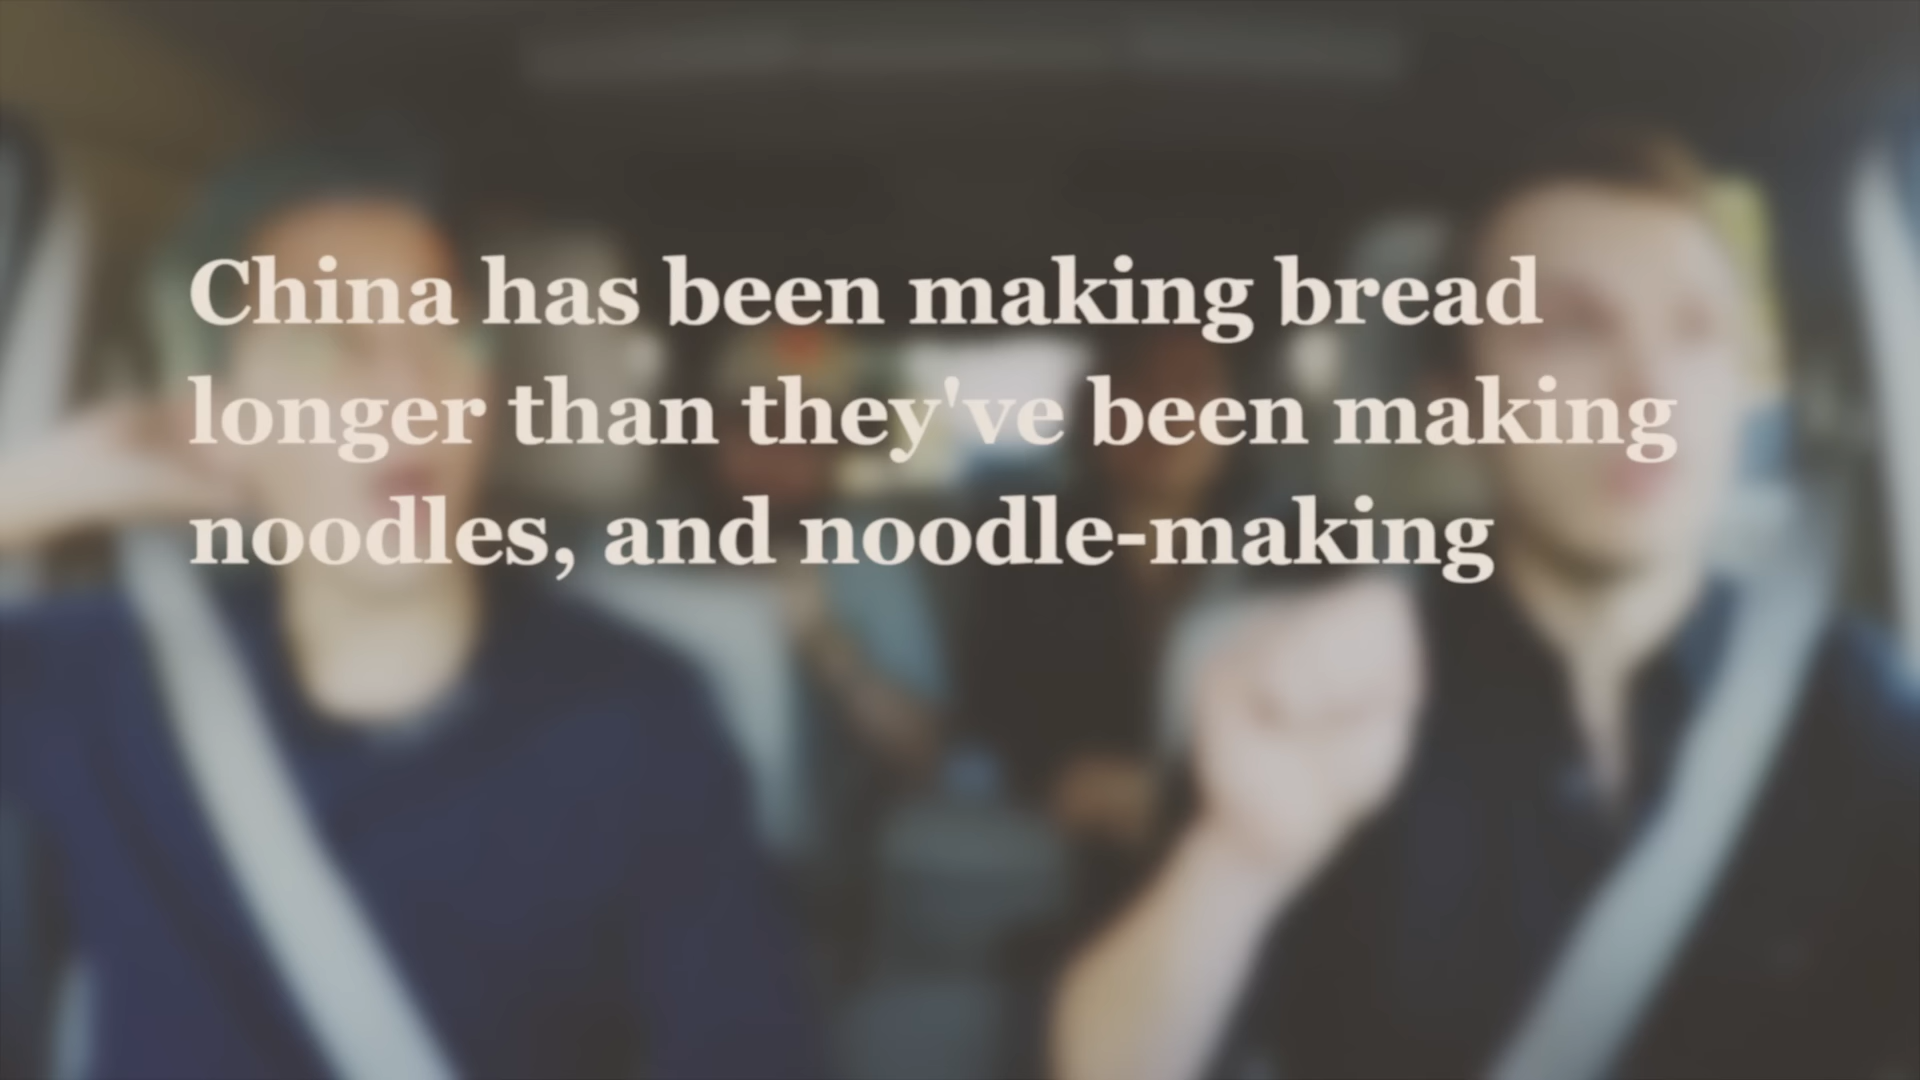 China has been making bread
longer than they've been making
noodles, and noodle-making